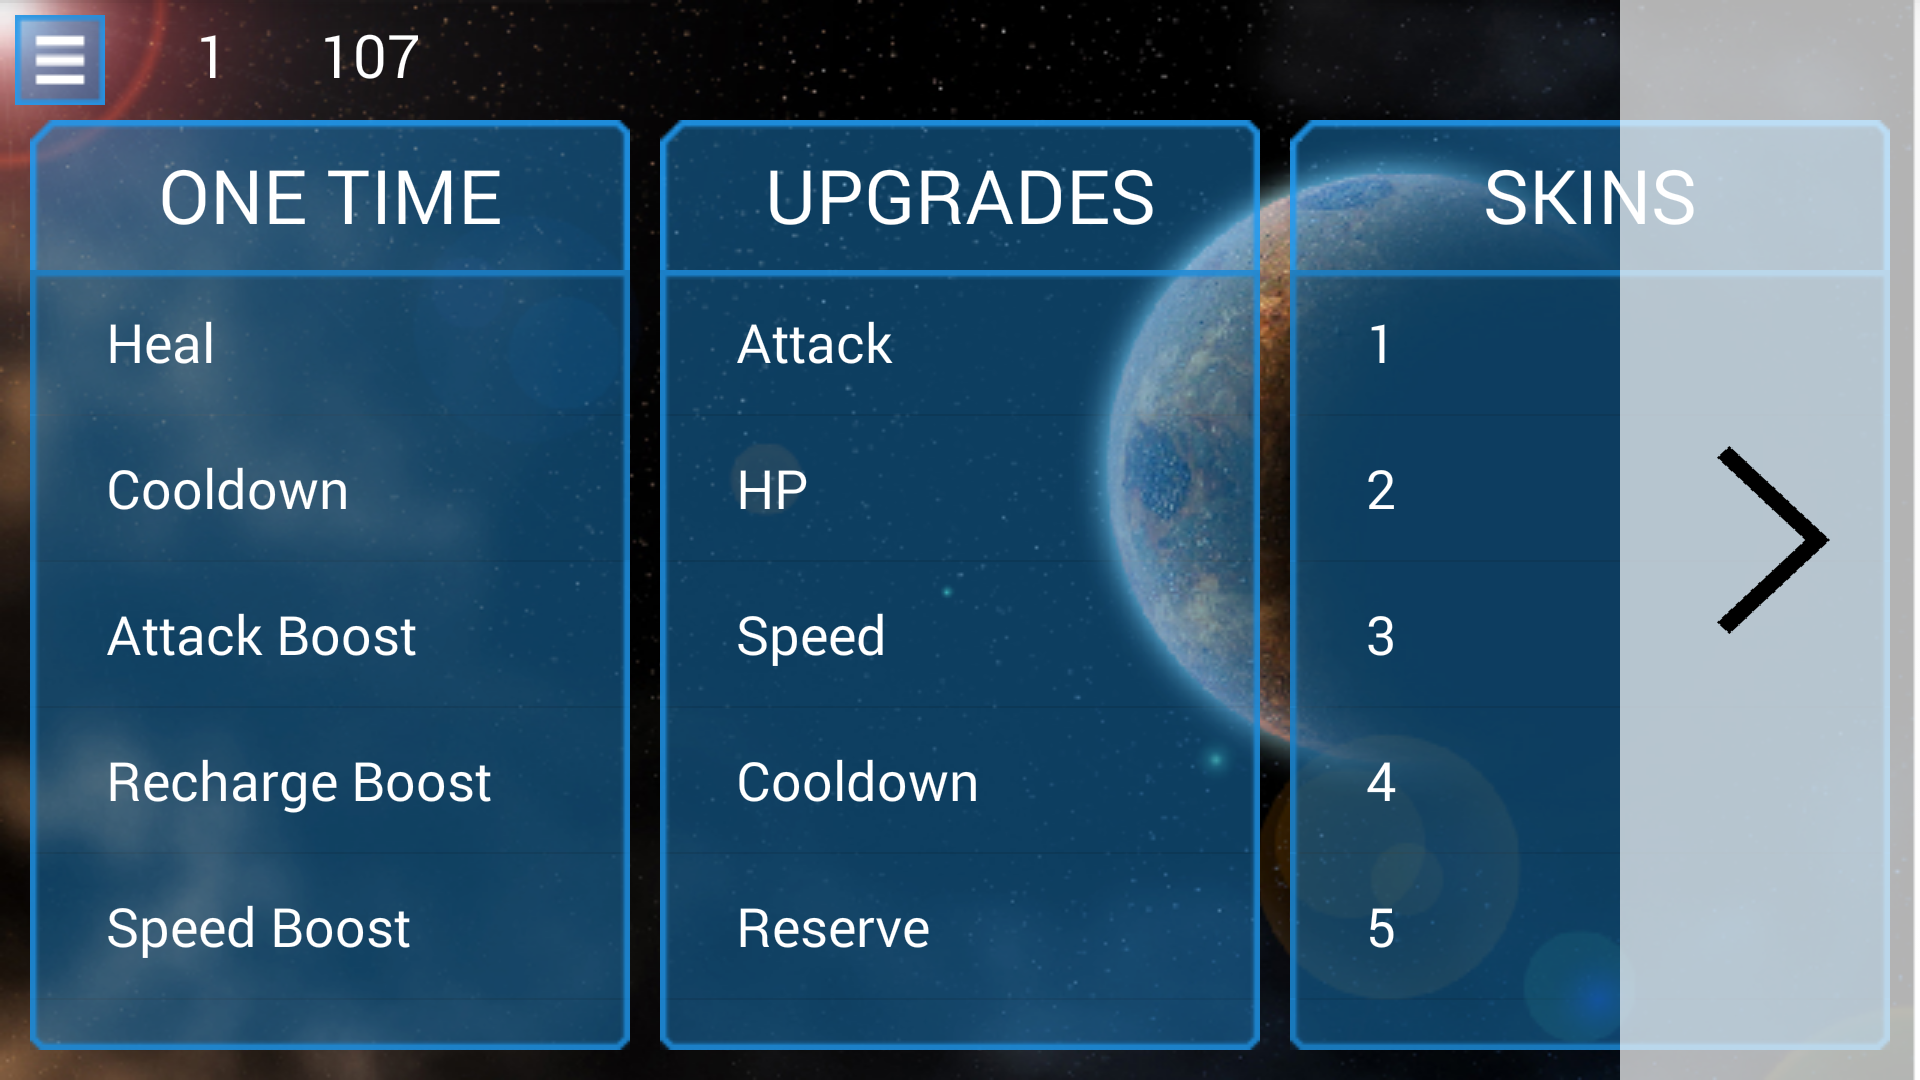 1 107
ONE TIME
Heal
Cooldown
Attack Boost
Recharge Boost
Speed Boost
UPGRADES
Attack
HP
Speed
Cooldown
Reserve
SKINS
1
2
3
4
5